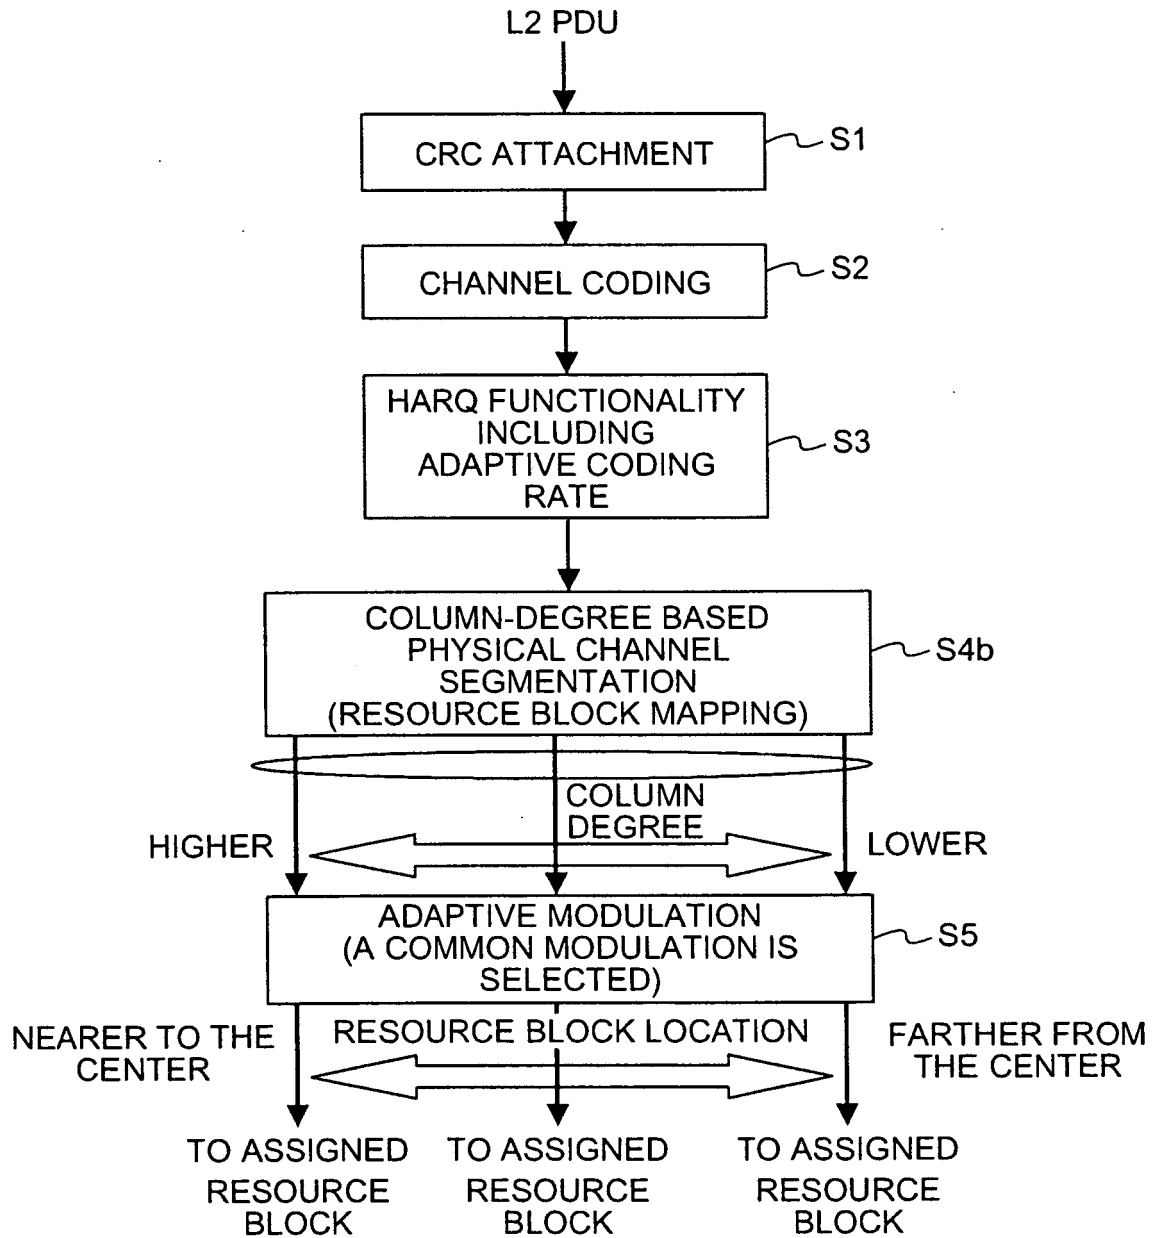 L2 PDU
CRC ATTACHMENT
S1
CHANNEL CODING
S2
HARQ FUNCTIONALITY
INCLUDING
ADAPTIVE CODING
RATE
S3
COLUMN-DEGREE BASED
PHYSICAL CHANNEL
SEGMENTATION
(RESOURCE BLOCK MAPPING)
S4b
COLUMN
DEGREE
HIGHER
LOWER
ADAPTIVE MODULATION
(A COMMON MODULATION IS
SELECTED)
S5
NEARER TO THE
CENTER
RESOURCE BLOCK LOCATION
FARTHER FROM
THE CENTER
TO ASSIGNED
RESOURCE
BLOCK
TO ASSIGNED
RESOURCE
BLOCK
TO ASSIGNED
RESOURCE
BLOCK